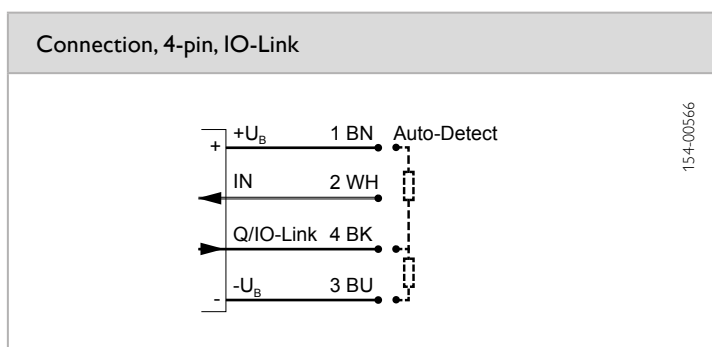 Connection, 4-pin, IO-Link
+U_B 1 BN Auto-Detect
+
IN 2 WH
Q/IO-Link 4 BK
-U_B 3 BU
-
154-00566